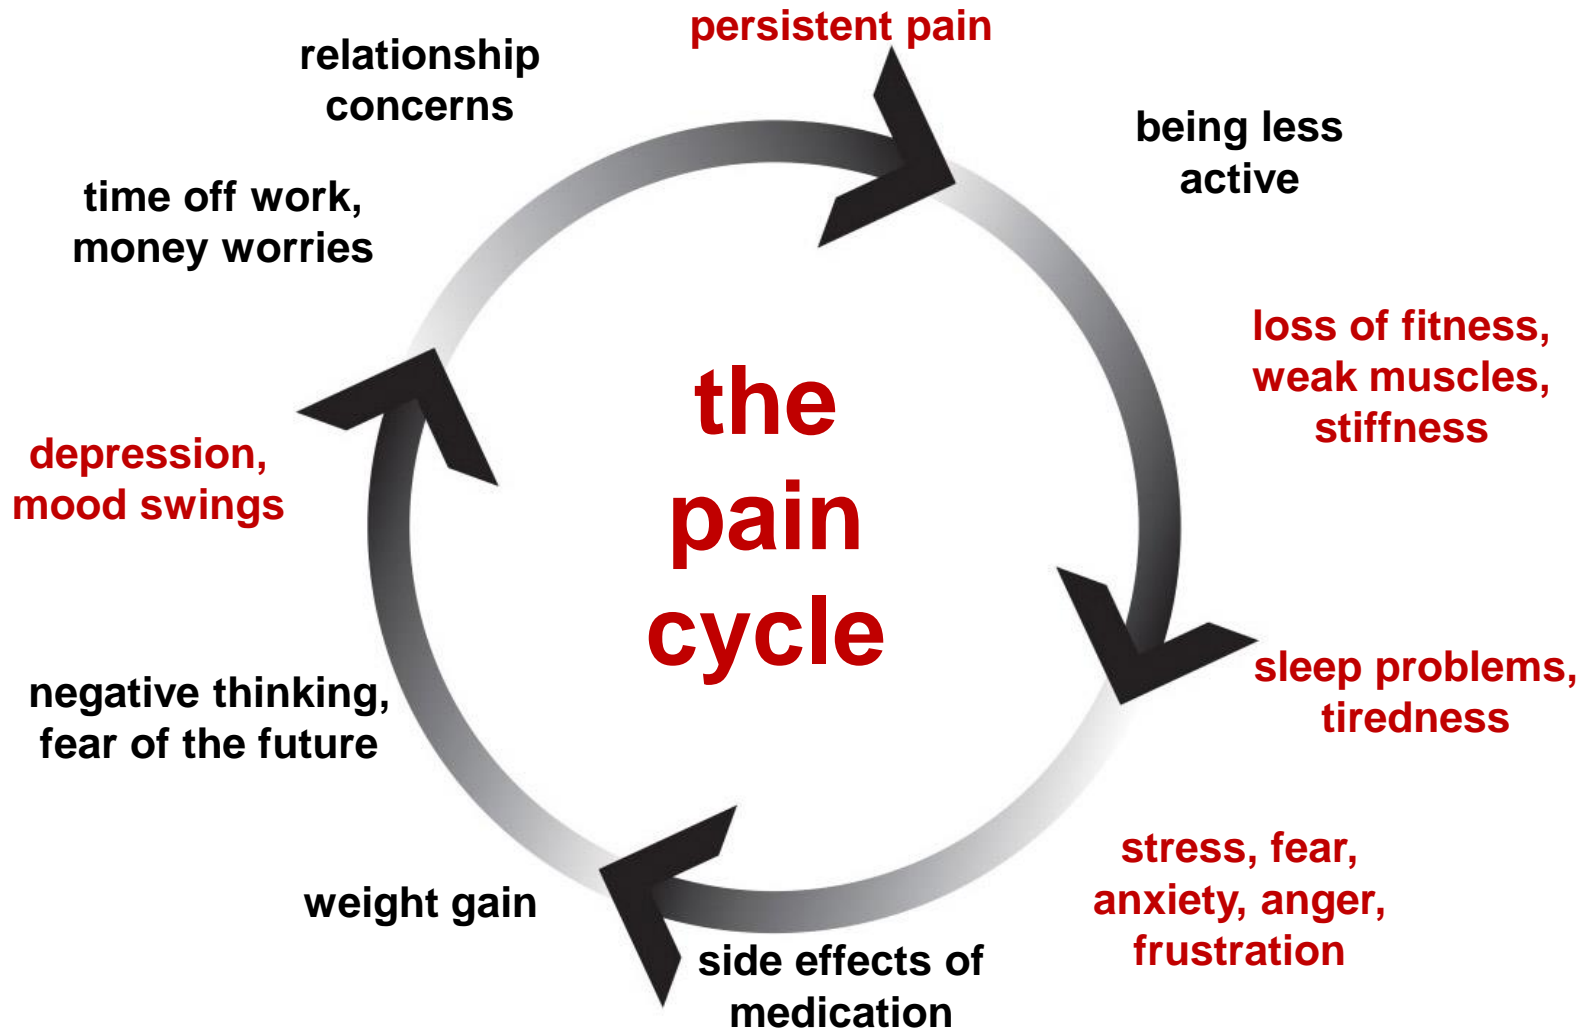 persistent pain
being less
active
loss of fitness,
weak muscles,
stiffness
sleep problems,
tiredness
stress, fear,
anxiety, anger,
frustration
side effects of
medication
weight gain
negative thinking,
fear of the future
depression,
mood swings
time off work,
money worries
relationship
concerns
the
pain
cycle